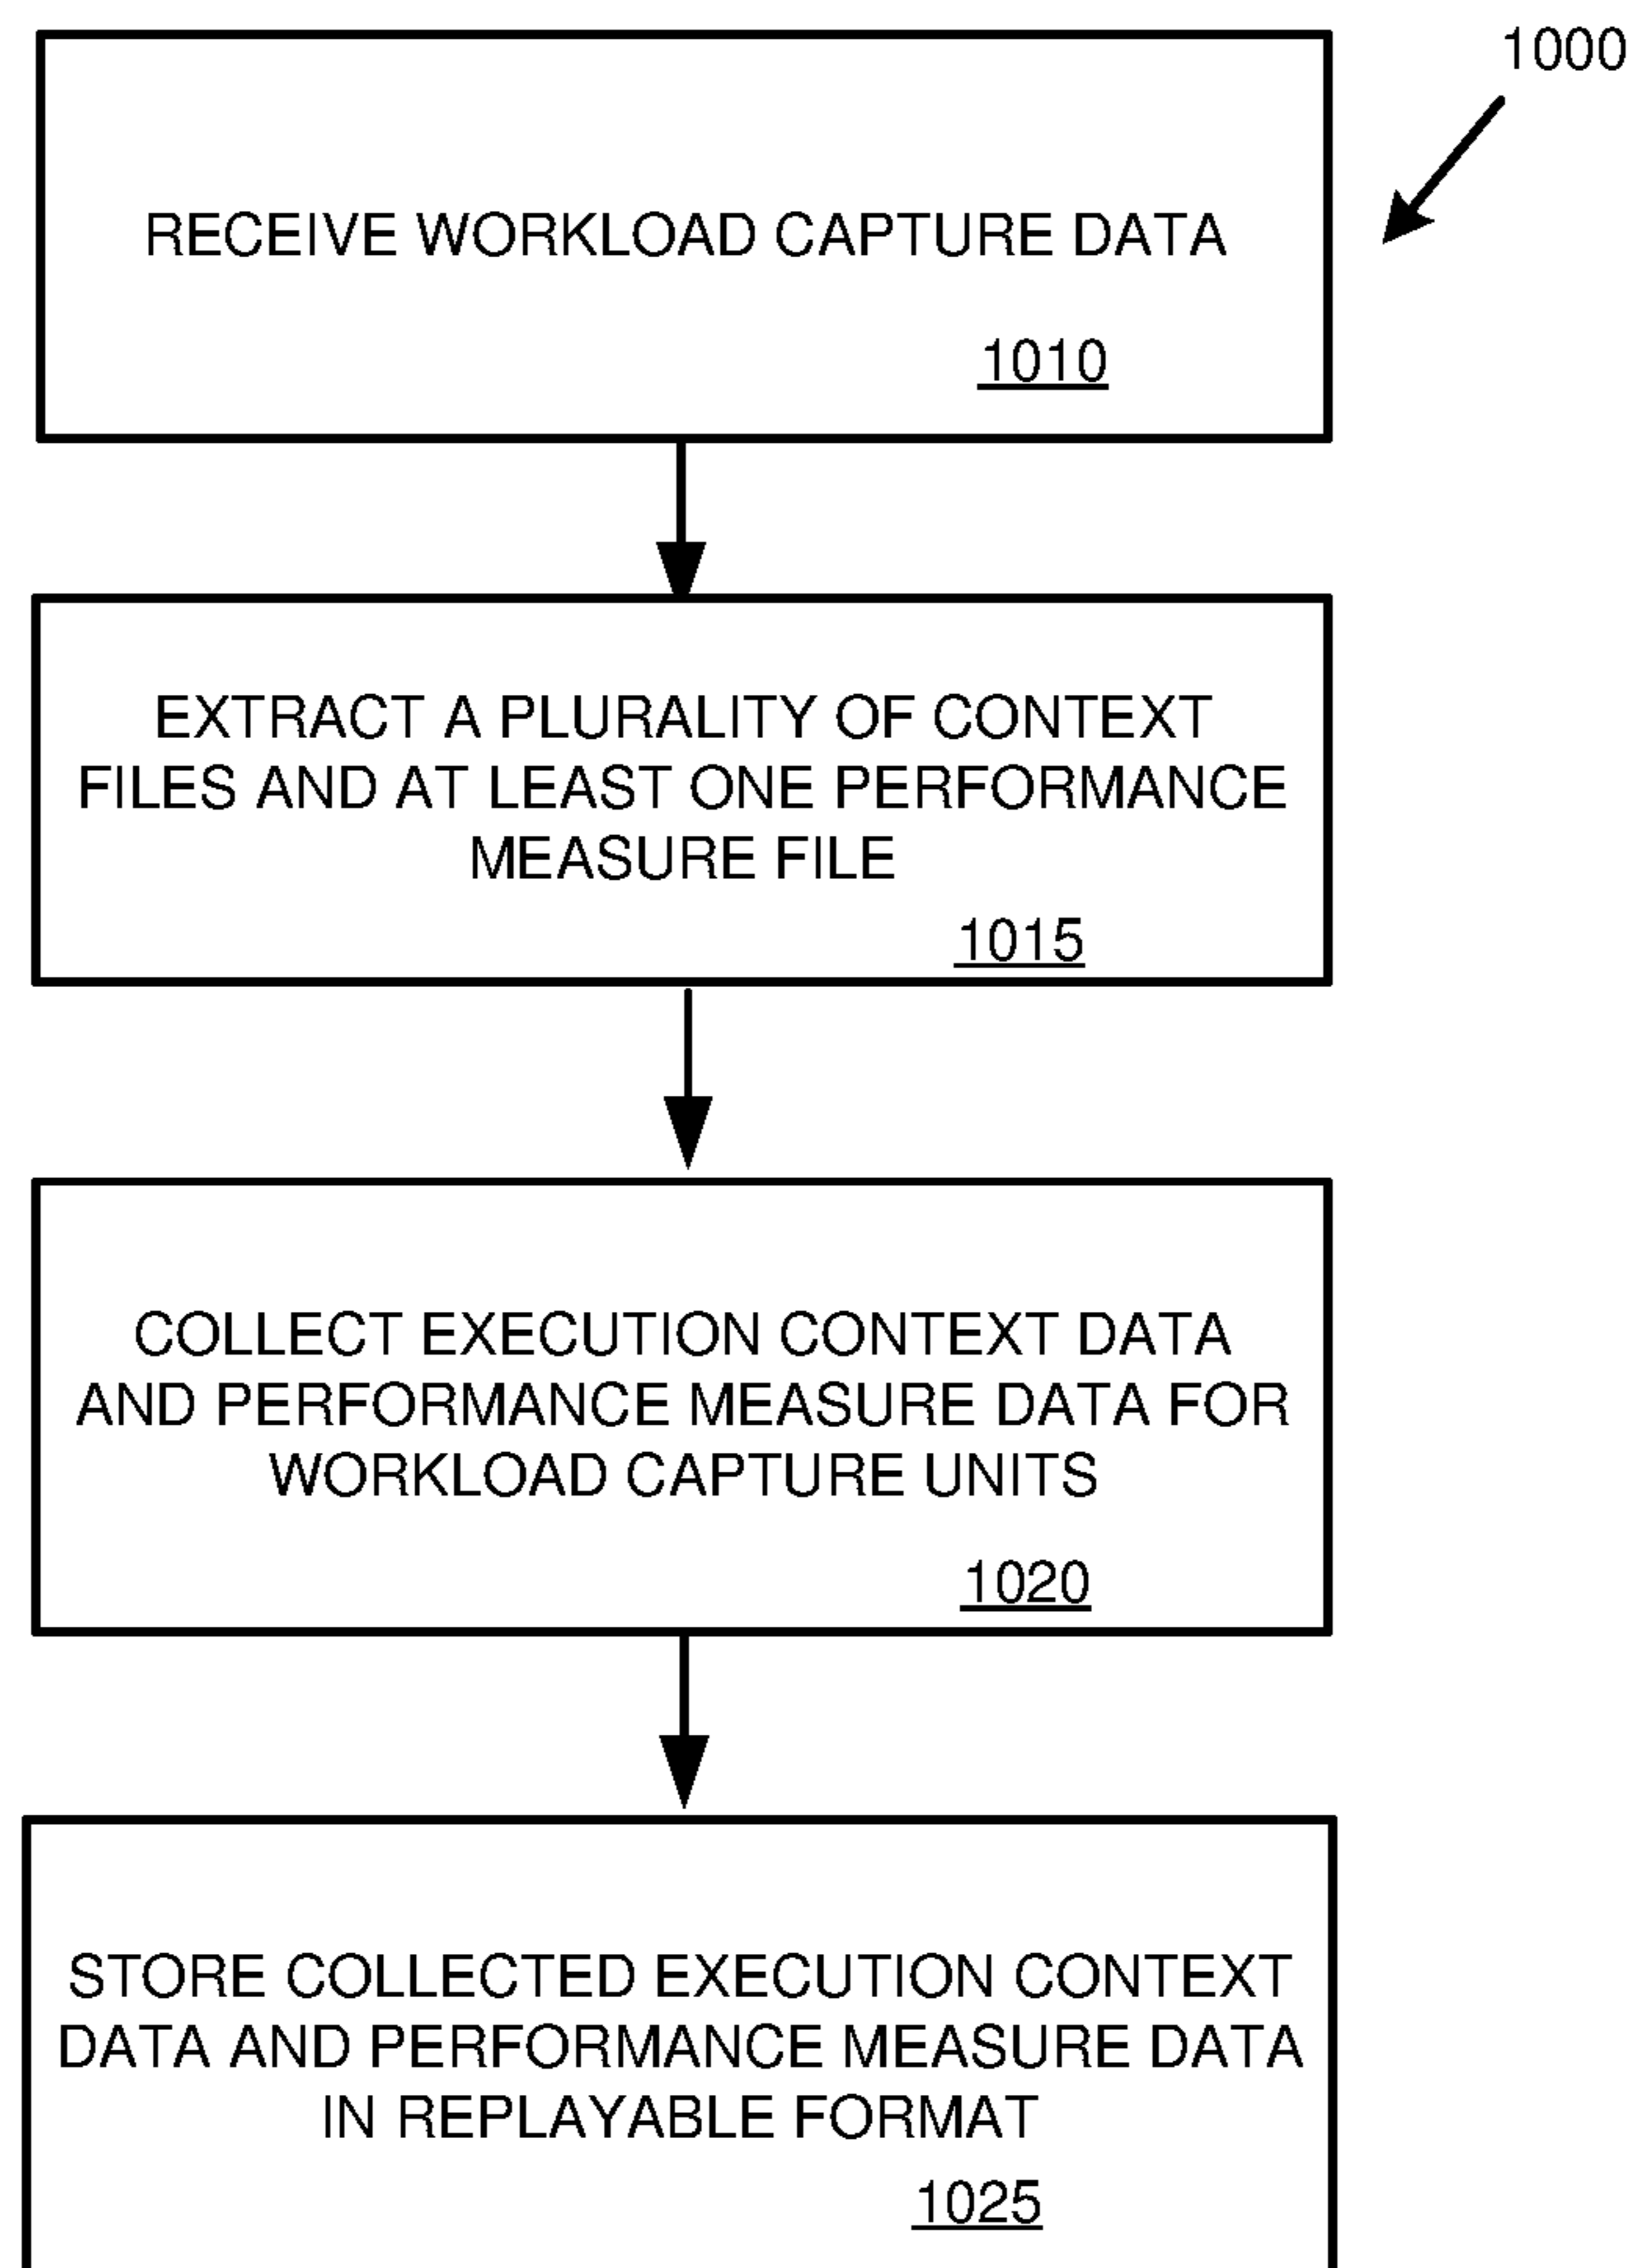 1000
RECEIVE WORKLOAD CAPTURE DATA
1010
EXTRACT A PLURALITY OF CONTEXT
FILES AND AT LEAST ONE PERFORMANCE
MEASURE FILE
1015
COLLECT EXECUTION CONTEXT DATA
AND PERFORMANCE MEASURE DATA FOR
WORKLOAD CAPTURE UNITS
1020
STORE COLLECTED EXECUTION CONTEXT
DATA AND PERFORMANCE MEASURE DATA
IN REPLAYABLE FORMAT
1025